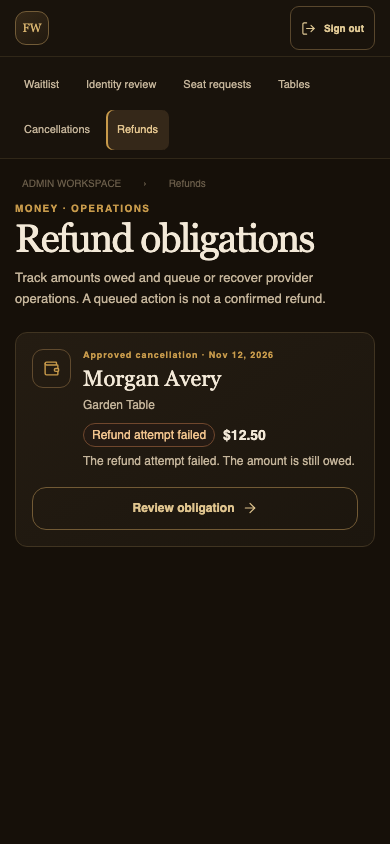 FW
Sign out
Waitlist Identity review Seat requests Tables
Cancellations Refunds
ADMIN WORKSPACE › Refunds
MONEY · OPERATIONS
Refund obligations
Track amounts owed and queue or recover provider
operations. A queued action is not a confirmed refund.
Approved cancellation · Nov 12, 2026
Morgan Avery
Garden Table
Refund attempt failed $12.50
The refund attempt failed. The amount is still owed.
Review obligation →